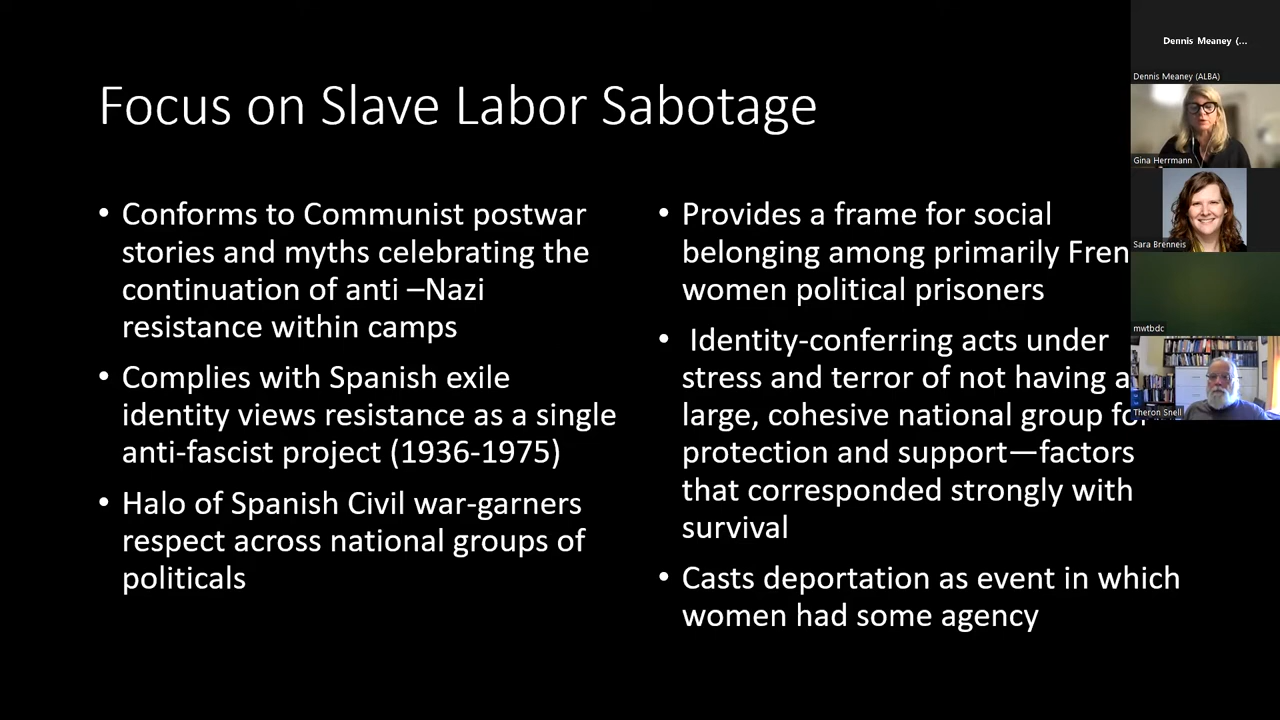 Focus on Slave Labor Sabotage
• Conforms to Communist postwar
stories and myths celebrating the
continuation of anti –Nazi
resistance within camps
• Complies with Spanish exile
identity views resistance as a single
anti-fascist project (1936-1975)
• Halo of Spanish Civil war-garners
respect across national groups of
politicals
• Provides a frame for social
belonging among primarily Fren
women political prisoners
• Identity-conferring acts under
stress and terror of not having a
large, cohesive national group for
protection and support—factors
that corresponded strongly with
survival
• Casts deportation as event in which
women had some agency
Dennis Meaney (...
Dennis Meaney (ALBA)
Gina Herrmann
Sara Brenneis
mwtbdc
Theron Snell